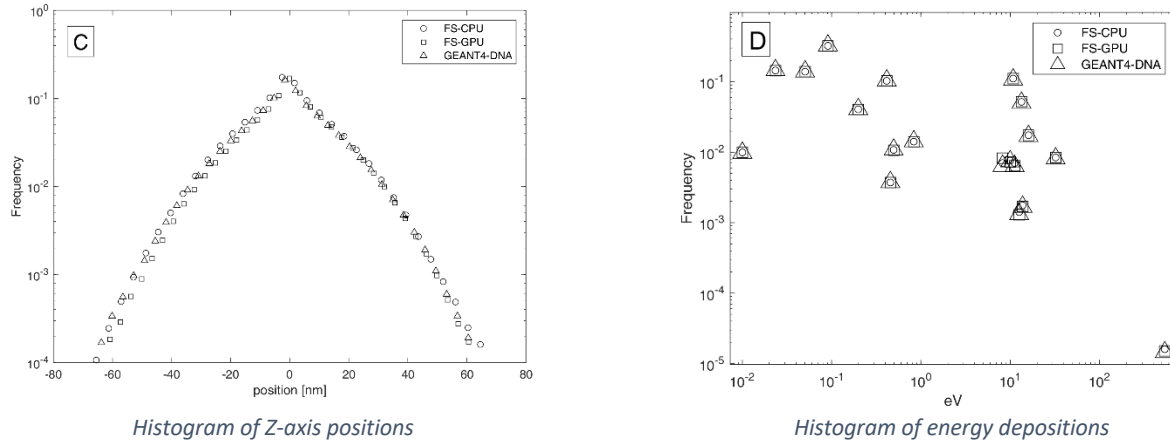 C
FS-CPU
FS-GPU
GEANT4-DNA
Frequency
10^0
10^-1
10^-2
10^-3
10^-4
-80 -60 -40 -20 0 20 40 60 80
position [nm]
Histogram of Z-axis positions
D
FS-CPU
FS-GPU
GEANT4-DNA
Frequency
10^0
10^-1
10^-2
10^-3
10^-4
10^-5
10^-2 10^-1 10^0 10^1 10^2
eV
Histogram of energy depositions